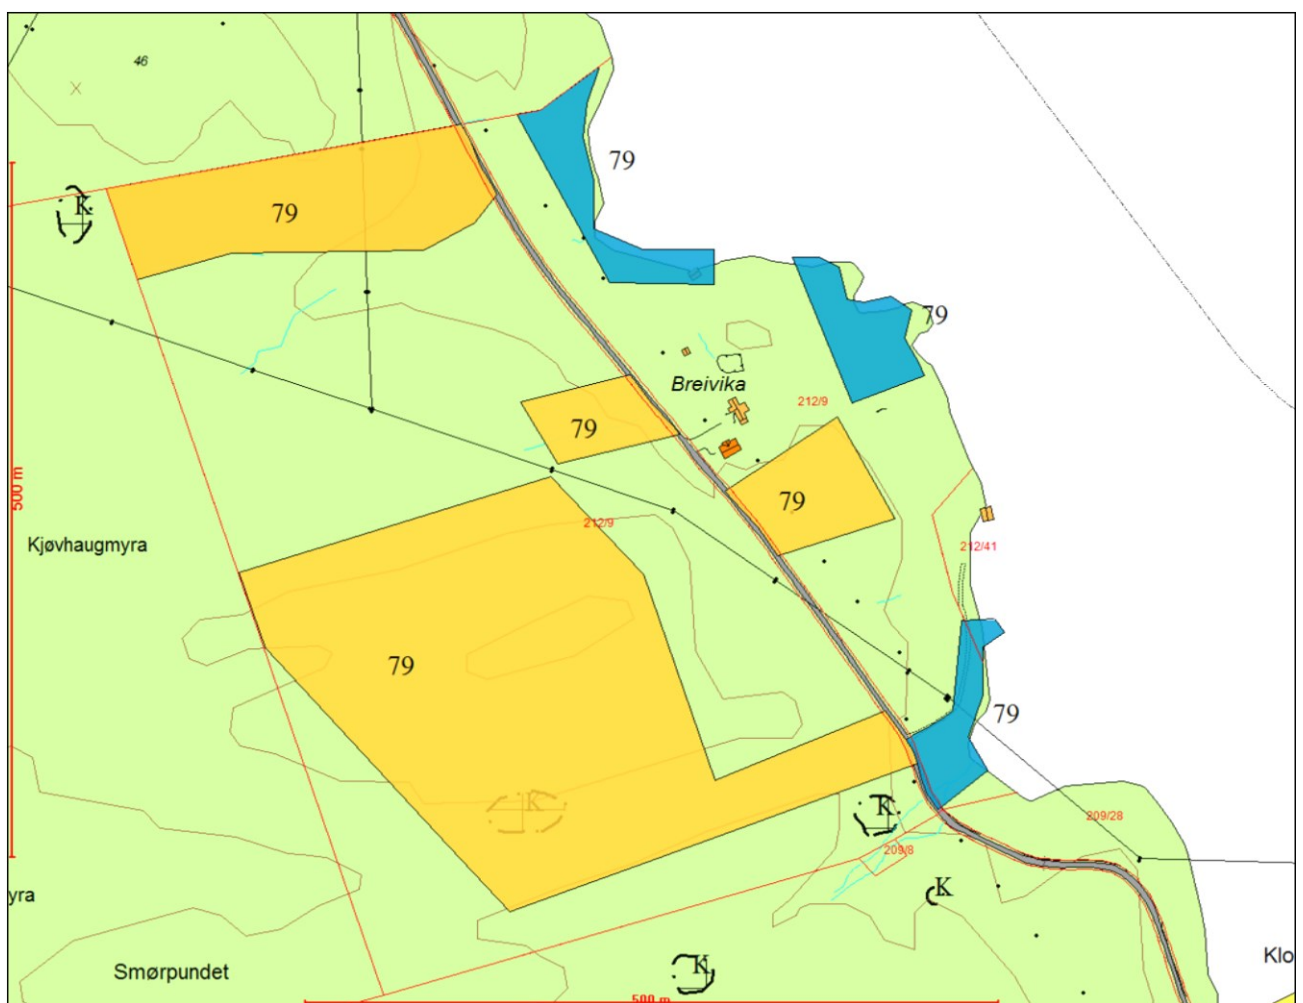 46
79
K
79
79
Breivika
212/9
79
79
500 m
212/9
Kjøvhaugmyra
212/41
79
79
K
K
209/28
209/8
K
yra
Klo
K
Smørpundet
500 m